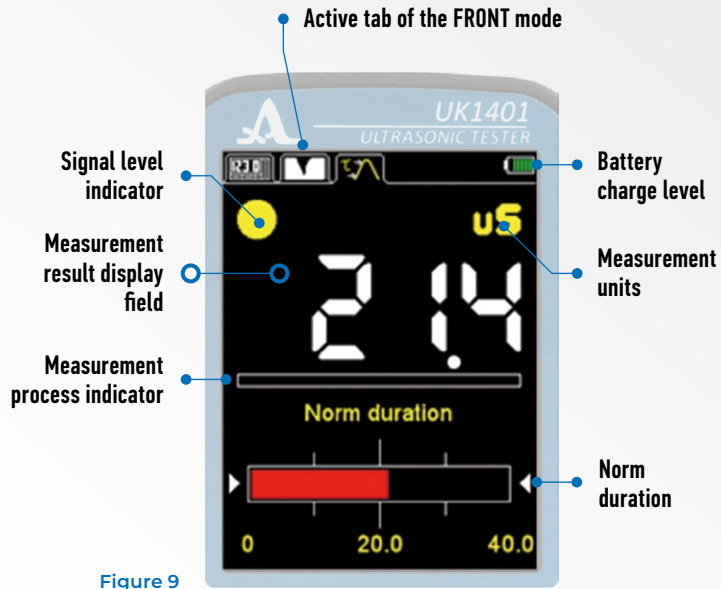 Active tab of the FRONT mode
UK1401
ULTRASONIC TESTER
Signal level
indicator
Battery
charge level
uS
Measurement
result display
field
Measurement
units
21.4
Measurement
process indicator
Norm duration
Norm
duration
0 20.0 40.0
Figure 9